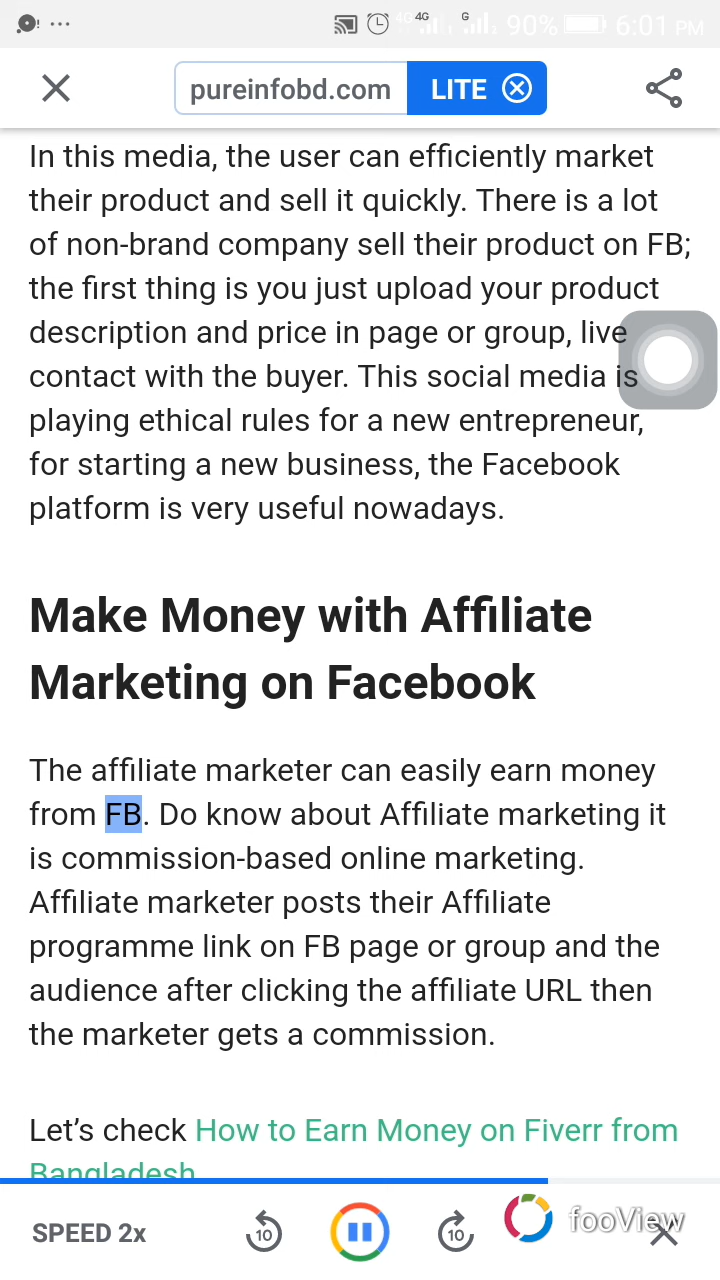 4G 4G G 90% 6:01 PM
pureinfobd.com LITE
In this media, the user can efficiently market
their product and sell it quickly. There is a lot
of non-brand company sell their product on FB;
the first thing is you just upload your product
description and price in page or group, live
contact with the buyer. This social media is
playing ethical rules for a new entrepreneur,
for starting a new business, the Facebook
platform is very useful nowadays.
Make Money with Affiliate
Marketing on Facebook
The affiliate marketer can easily earn money
from FB. Do know about Affiliate marketing it
is commission-based online marketing.
Affiliate marketer posts their Affiliate
programme link on FB page or group and the
audience after clicking the affiliate URL then
the marketer gets a commission.
Let’s check How to Earn Money on Fiverr from
Bangladesh
SPEED 2x 10 10 fooView